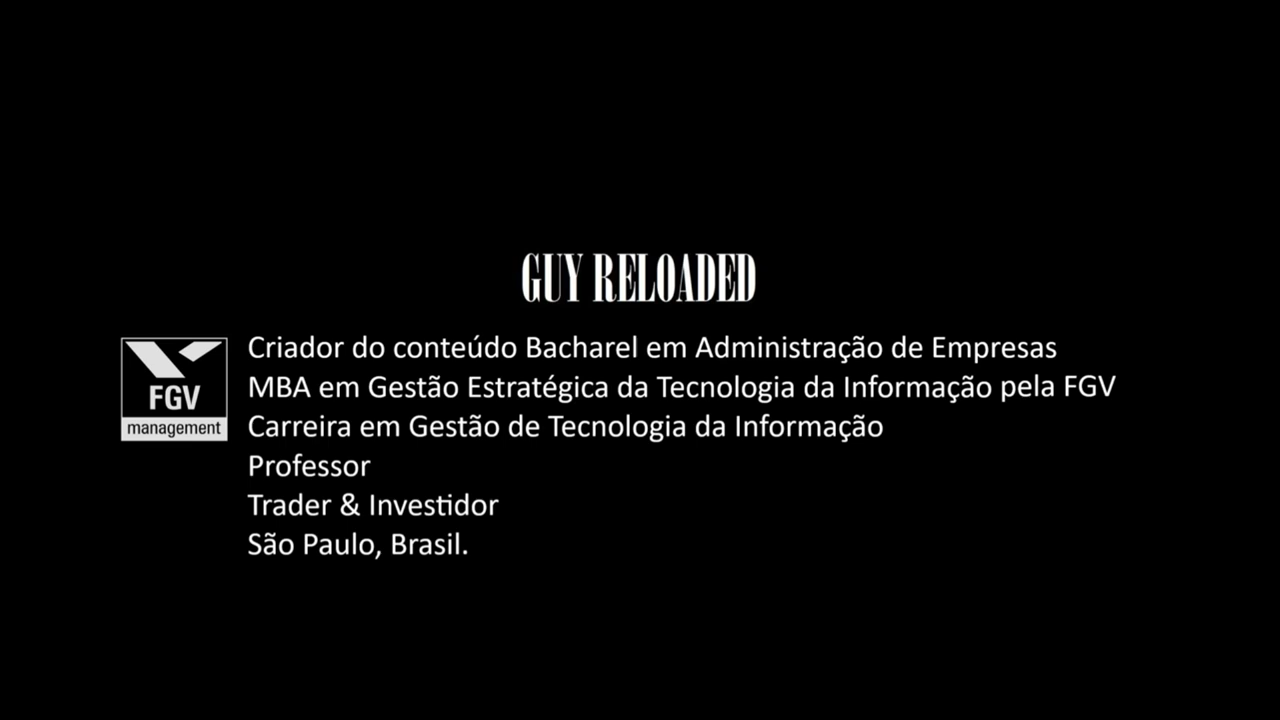 GUY RELOADED
FGV
management
Criador do conteúdo Bacharel em Administração de Empresas
MBA em Gestão Estratégica da Tecnologia da Informação pela FGV
Carreira em Gestão de Tecnologia da Informação
Professor
Trader & Investidor
São Paulo, Brasil.